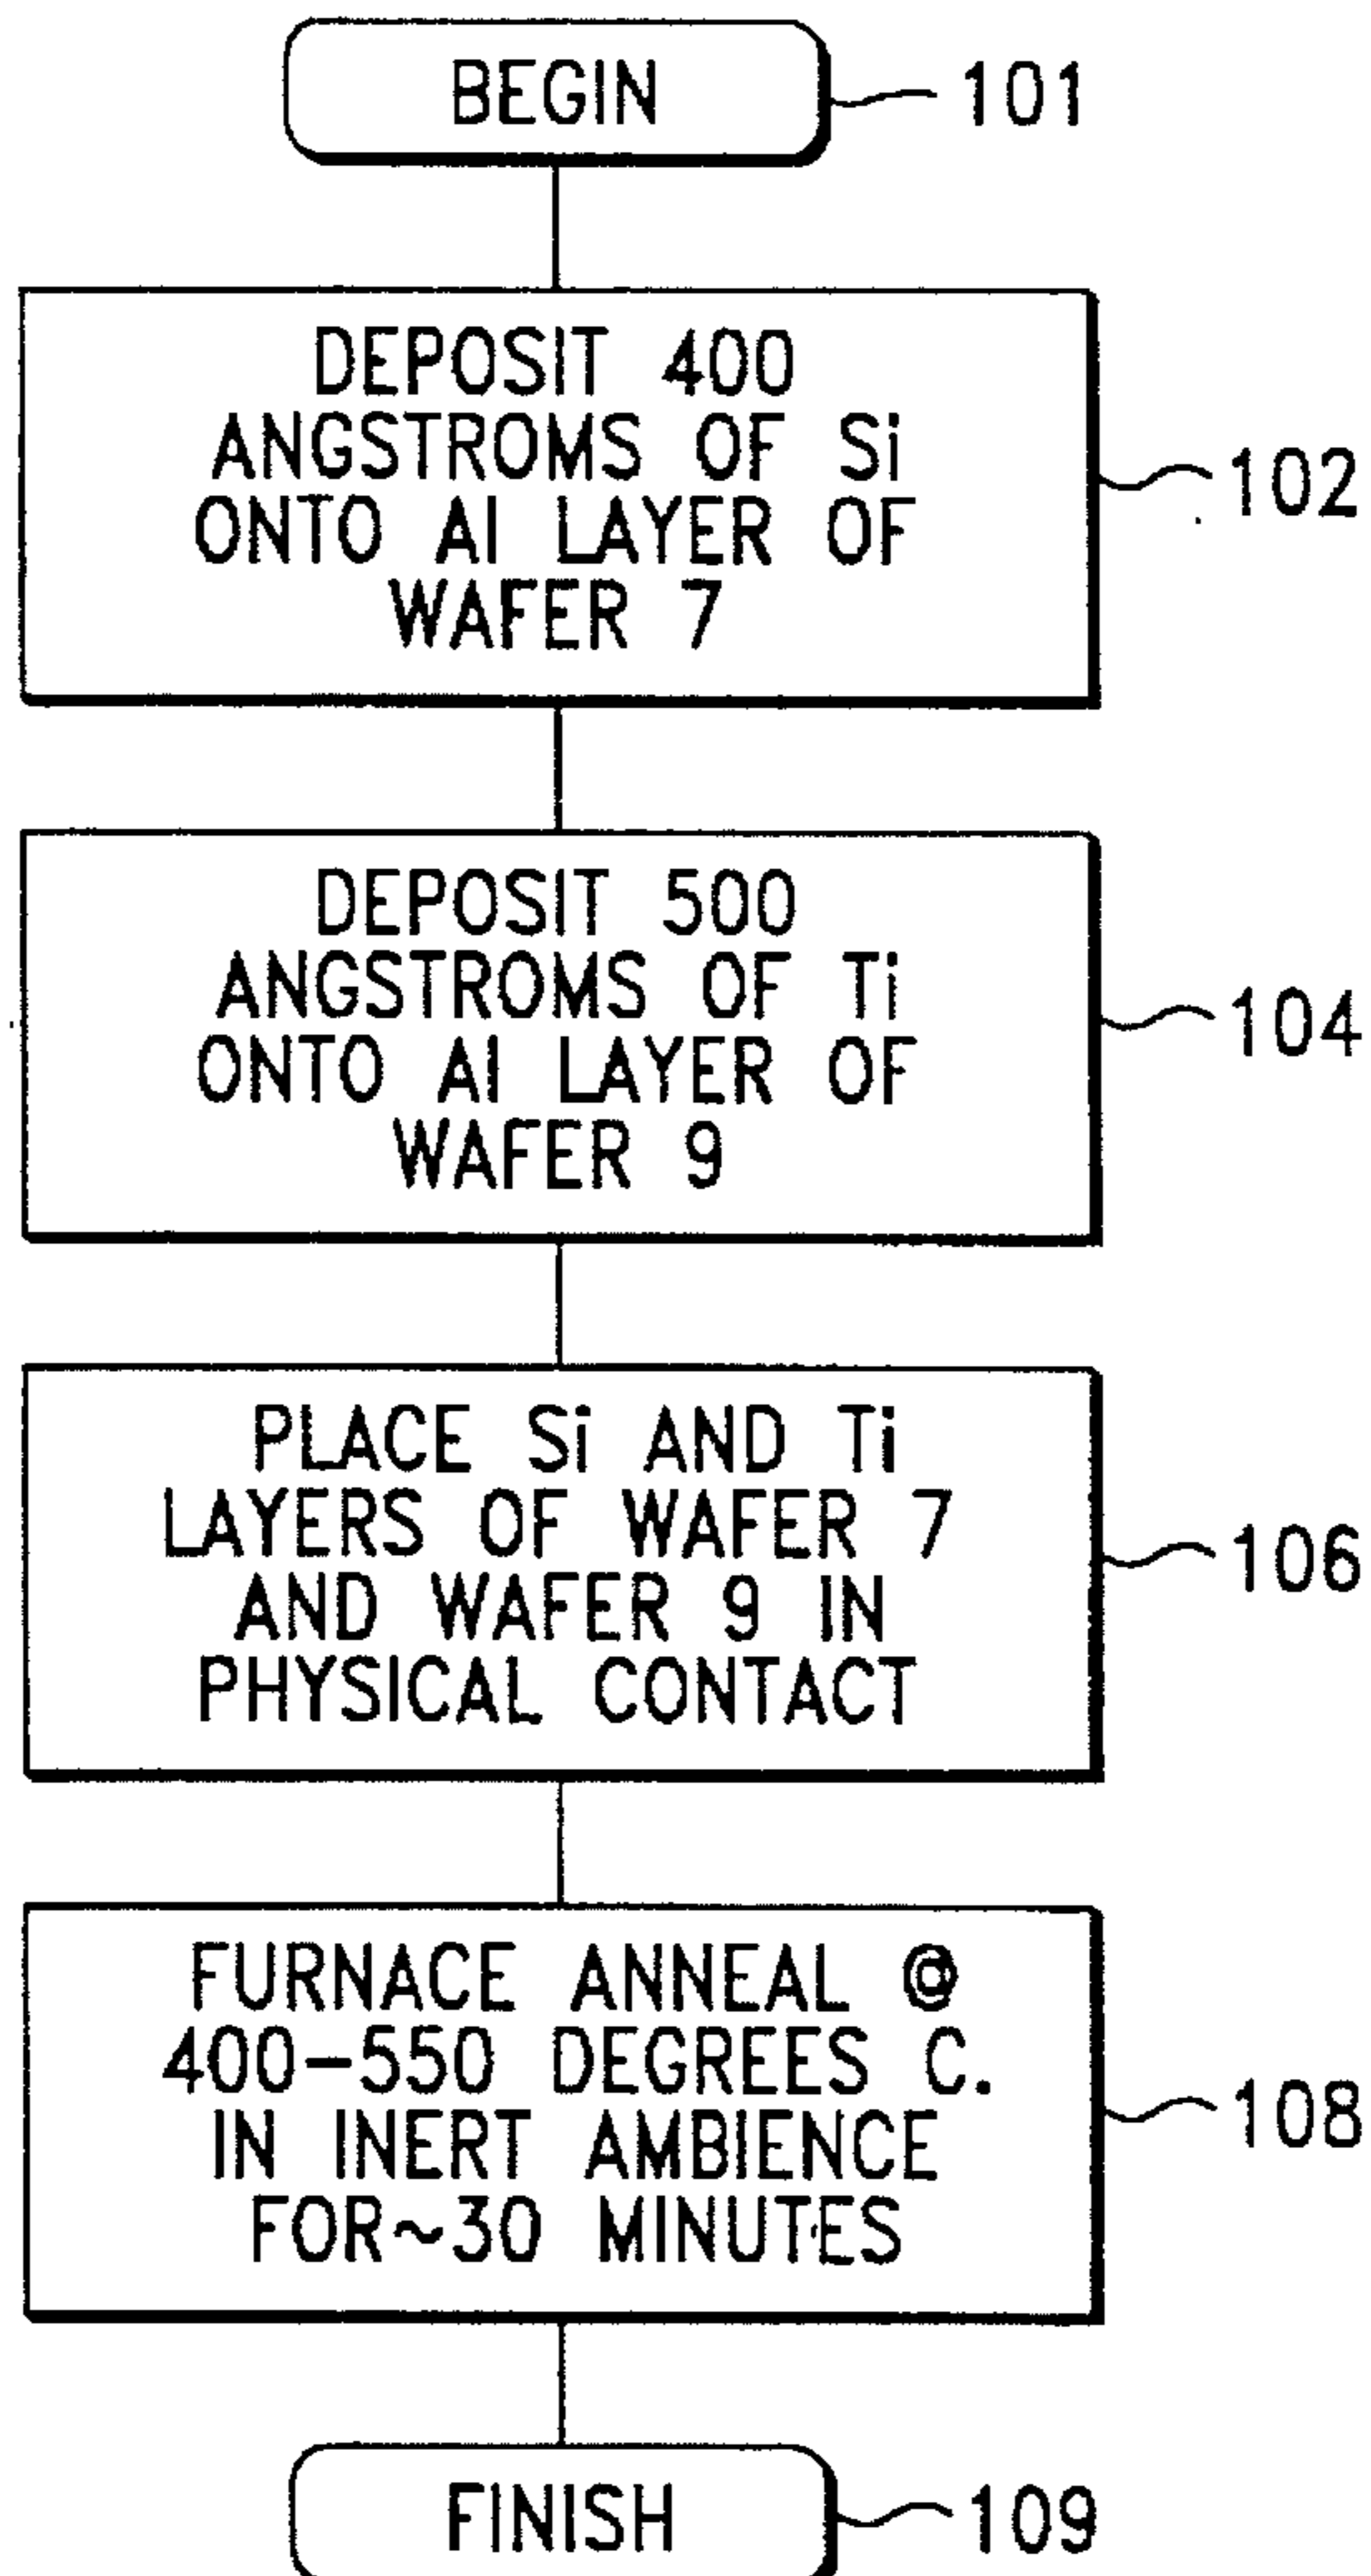 BEGIN
101
DEPOSIT 400
ANGSTROMS OF Si
ONTO Al LAYER OF
WAFER 7
102
DEPOSIT 500
ANGSTROMS OF Ti
ONTO Al LAYER OF
WAFER 9
104
PLACE Si AND Ti
LAYERS OF WAFER 7
AND WAFER 9 IN
PHYSICAL CONTACT
106
FURNACE ANNEAL @
400-550 DEGREES C.
IN INERT AMBIENCE
FOR~30 MINUTES
108
FINISH
109